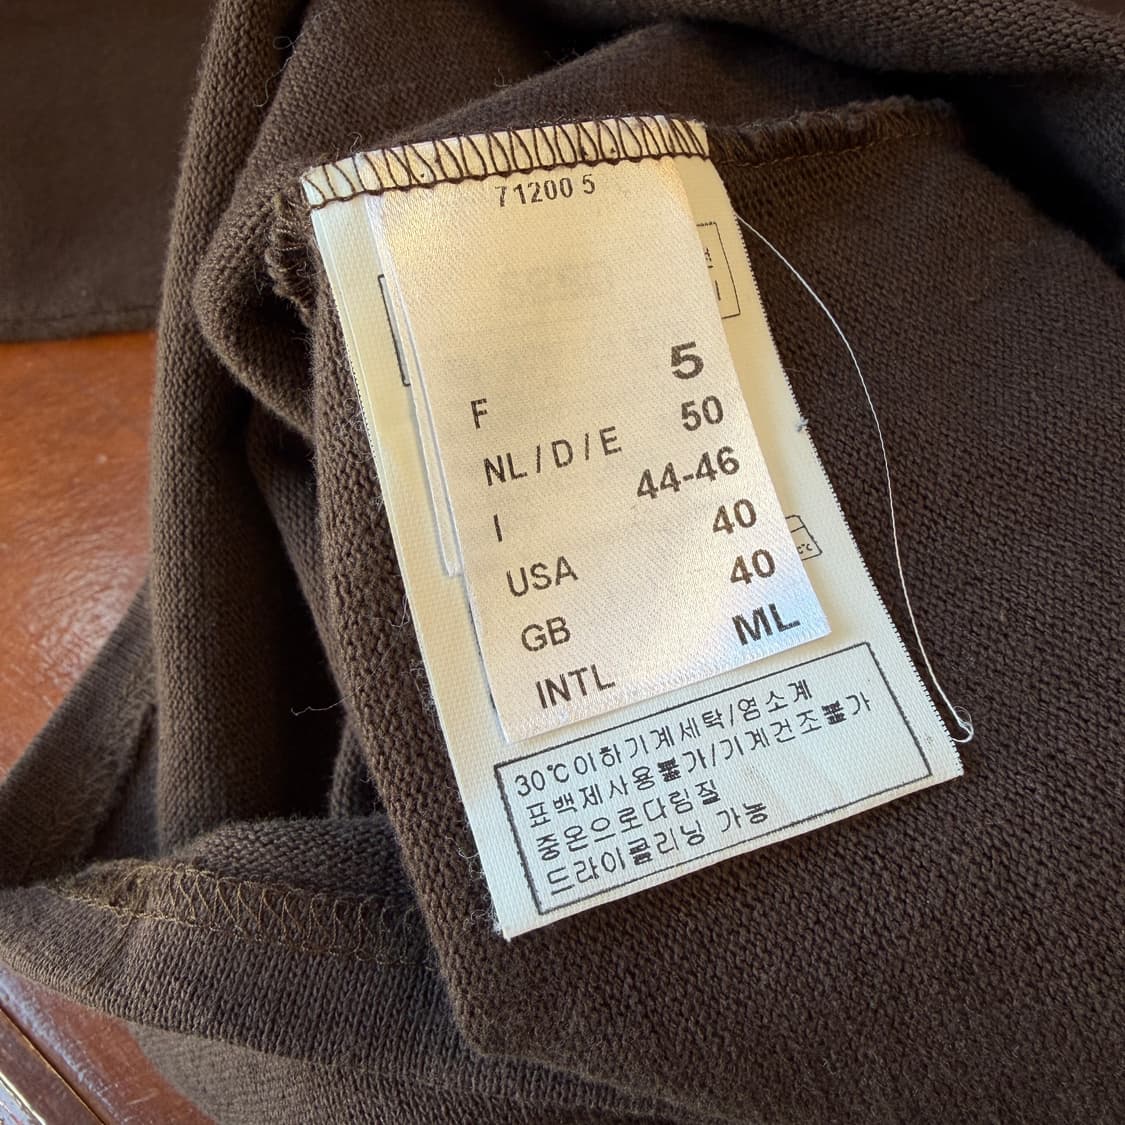 71200 5
F 5
NL/D/E 50
I 44-46
USA 40
GB 40
INTL ML
30℃이하기계세탁/염소계
표백제사용불가/기계건조불가
중온으로다림질
드라이클리닝 가능